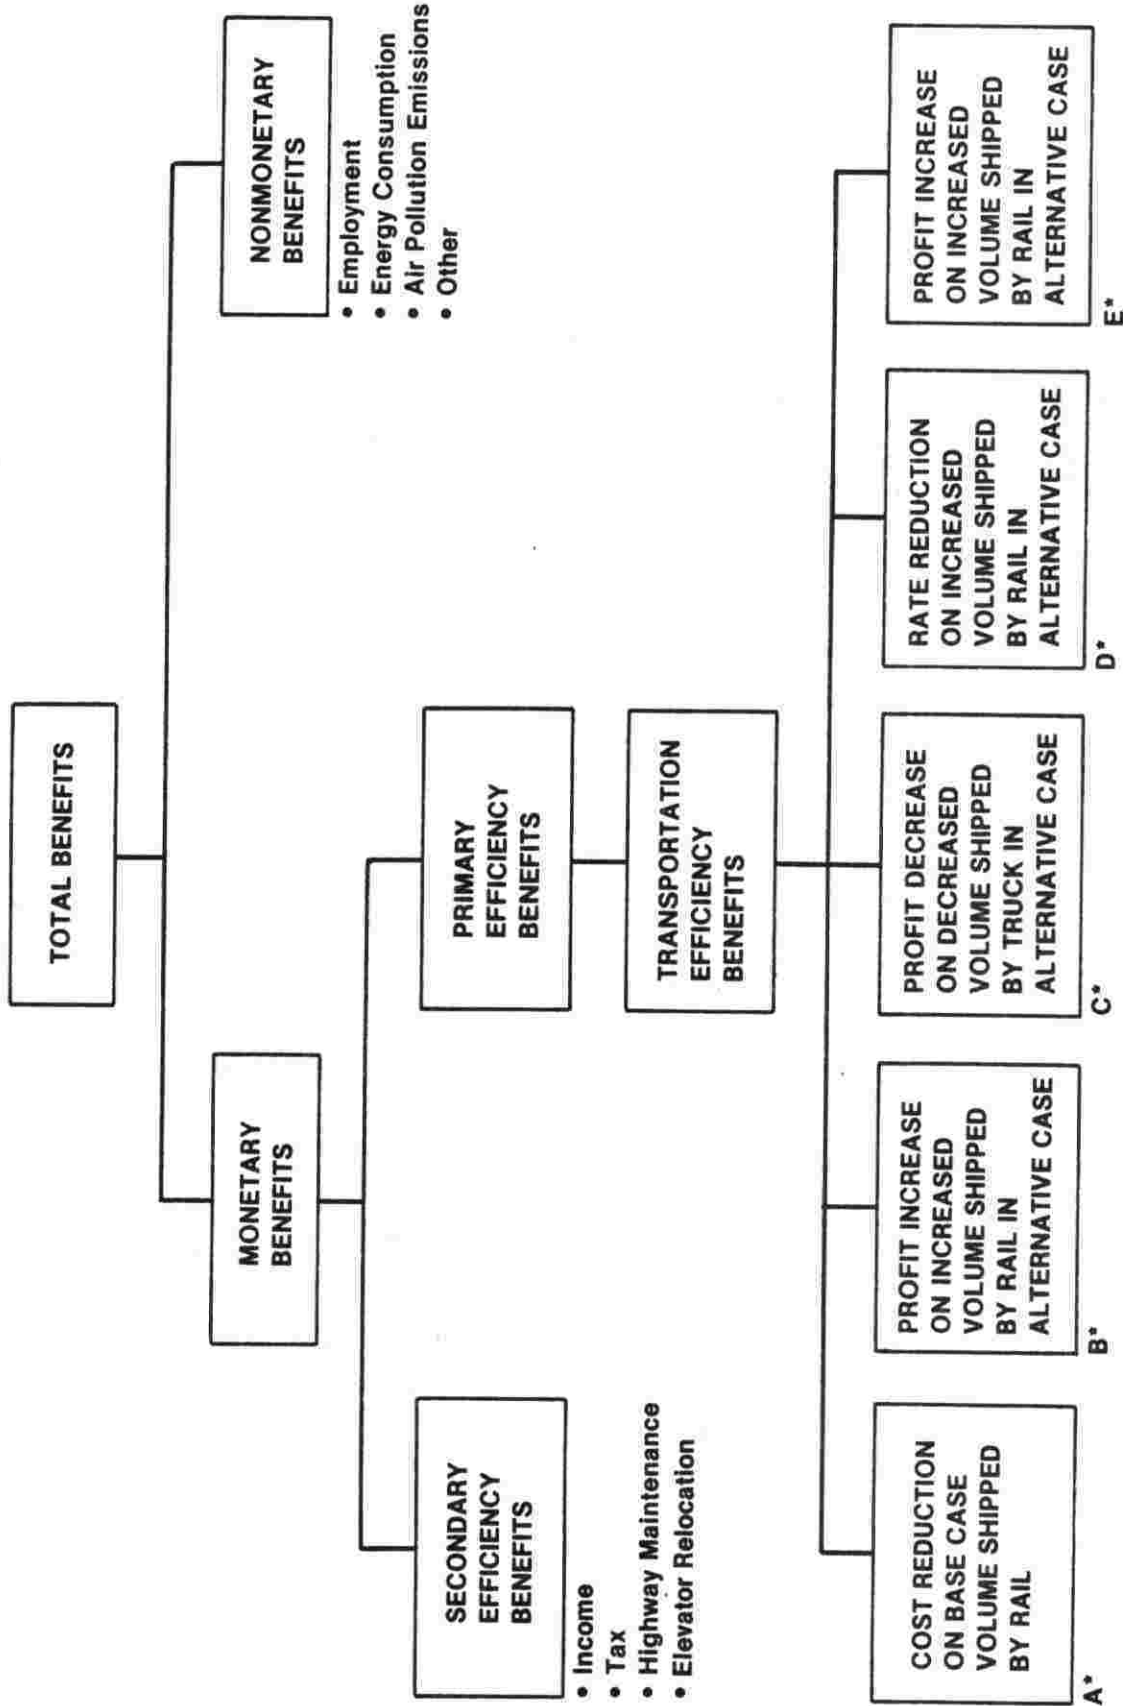 TOTAL BENEFITS
MONETARY
BENEFITS
NONMONETARY
BENEFITS
• Employment
• Energy Consumption
• Air Pollution Emissions
• Other
SECONDARY
EFFICIENCY
BENEFITS
• Income
• Tax
• Highway Maintenance
• Elevator Relocation
PRIMARY
EFFICIENCY
BENEFITS
TRANSPORTATION
EFFICIENCY
BENEFITS
COST REDUCTION
ON BASE CASE
VOLUME SHIPPED
BY RAIL
A*
PROFIT INCREASE
ON INCREASED
VOLUME SHIPPED
BY RAIL IN
ALTERNATIVE CASE
B*
PROFIT DECREASE
ON DECREASED
VOLUME SHIPPED
BY TRUCK IN
ALTERNATIVE CASE
C*
RATE REDUCTION
ON INCREASED
VOLUME SHIPPED
BY RAIL IN
ALTERNATIVE CASE
D*
PROFIT INCREASE
ON INCREASED
VOLUME SHIPPED
BY RAIL IN
ALTERNATIVE CASE
E*